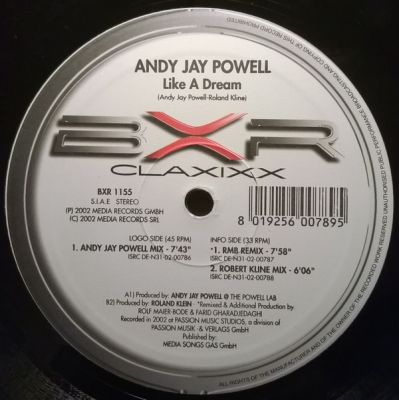 ANDY JAY POWELL
Like A Dream
(Andy Jay Powell-Roland Kline)
BXR
CLAXIXX
BXR 1155
S.I.A.E. STEREO
(P) 2002 MEDIA RECORDS GMBH
(C) 2002 MEDIA RECORDS SRL
8 019256 007895
LOGO SIDE (45 RPM)
1. ANDY JAY POWELL MIX - 7'43"
ISRC DE-N31-02-00786
INFO SIDE (33 RPM)
*1. RMB REMIX - 7'58"
ISRC DE-N31-02-00787
2. ROBERT KLINE MIX - 6'06"
ISRC DE-N31-02-00788
A1) Produced by: ANDY JAY POWELL @ THE POWELL LAB
B2) Produced by: ROLAND KLEIN - *Remixed & Additional Production by
ROLF MAIER-BODE & FARID GHARADJEDAGHI
Recorded in 2002 at PASSION MUSIC STUDIOS, a division of
PASSION MUSIK - & VERLAGS GmbH
Published by:
MEDIA SONGS GAS GmbH
ALL RIGHTS OF THE MANUFACTURER AND OF THE OWNER OF THE RECORDED WORK RESERVED UNAUTHORISED PUBLIC PERFORMANCE BROADCASTING AND COPYING OF THIS RECORD PROHIBITED